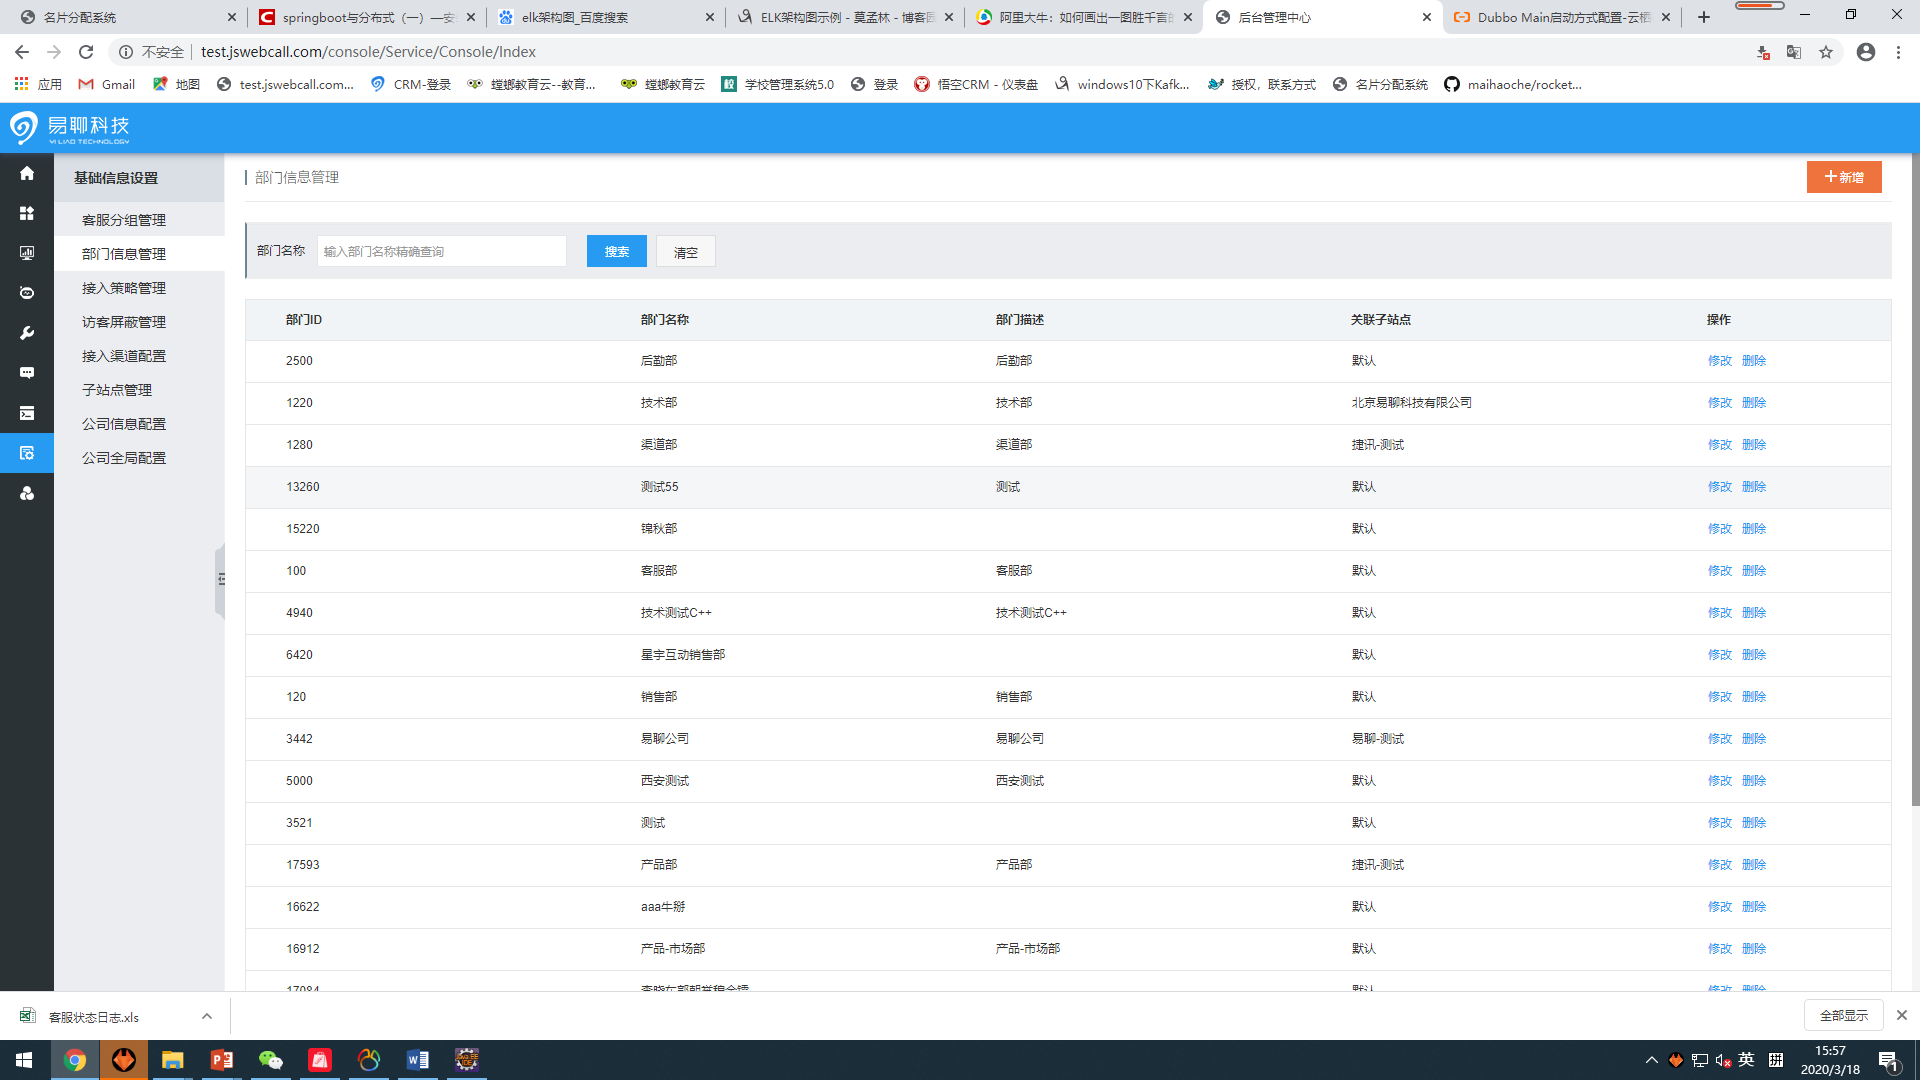 名片分配系统
springboot与分布式（一）—安
elk架构图_百度搜索
ELK架构图示例 - 莫孟林 - 博客园
阿里大牛：如何画出一图胜千言的
后台管理中心
Dubbo Main启动方式配置-云栖
不安全 test.jswebcall.com/console/Service/Console/Index
应用 Gmail 地图 test.jswebcall.com... CRM-登录 螳螂教育云--教育... 螳螂教育云 学校管理系统5.0 登录 悟空CRM - 仪表盘 windows10下Kafk... 授权，联系方式 名片分配系统 maihaoche/rocket...
易聊科技
YI LIAO TECHNOLOGY
基础信息设置
客服分组管理
部门信息管理
接入策略管理
访客屏蔽管理
接入渠道配置
子站点管理
公司信息配置
公司全局配置
部门信息管理
新增
部门名称 输入部门名称精确查询 搜索 清空
部门ID 部门名称 部门描述 关联子站点 操作
2500 后勤部 后勤部 默认 修改 删除
1220 技术部 技术部 北京易聊科技有限公司 修改 删除
1280 渠道部 渠道部 捷讯-测试 修改 删除
13260 测试55 测试 默认 修改 删除
15220 锦秋部 默认 修改 删除
100 客服部 客服部 默认 修改 删除
4940 技术测试C++ 技术测试C++ 默认 修改 删除
6420 星宇互动销售部 默认 修改 删除
120 销售部 销售部 默认 修改 删除
3442 易聊公司 易聊公司 易聊-测试 修改 删除
5000 西安测试 西安测试 默认 修改 删除
3521 测试 默认 修改 删除
17593 产品部 产品部 捷讯-测试 修改 删除
16622 aaa牛掰 默认 修改 删除
16912 产品-市场部 产品-市场部 默认 修改 删除
17084 默认 修改 删除
客服状态日志.xls
全部显示
英 拼
15:57
2020/3/18
1